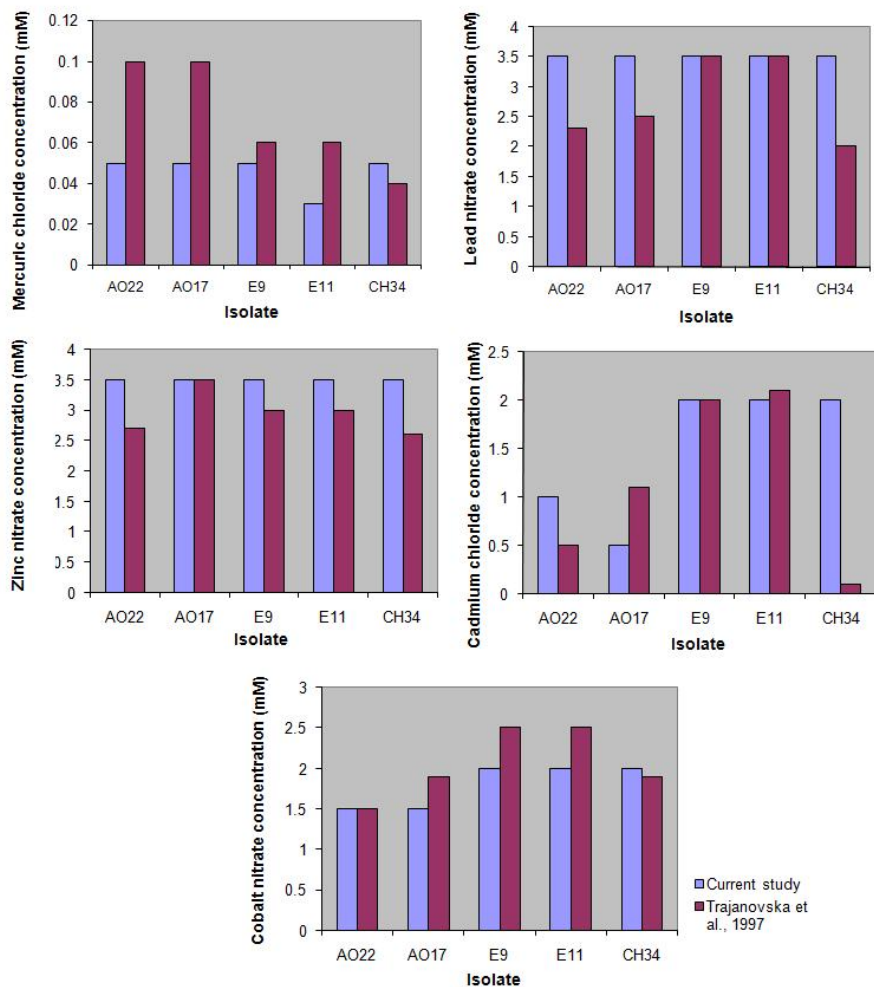 Mercuric chloride concentration (mM)
0.12
0.1
0.08
0.06
0.04
0.02
0
AO22 AO17 E9 E11 CH34
Isolate
Lead nitrate concentration (mM)
4
3.5
3
2.5
2
1.5
1
0.5
0
AO22 AO17 E9 E11 CH34
Isolate
Zinc nitrate concentration (mM)
4
3.5
3
2.5
2
1.5
1
0.5
0
AO22 AO17 E9 E11 CH34
Isolate
Cadmium chloride concentration (mM)
2.5
2
1.5
1
0.5
0
AO22 AO17 E9 E11 CH34
Isolate
Cobalt nitrate concentration (mM)
3
2.5
2
1.5
1
0.5
0
AO22 AO17 E9 E11 CH34
Isolate
Current study
Trajanovska et
al., 1997